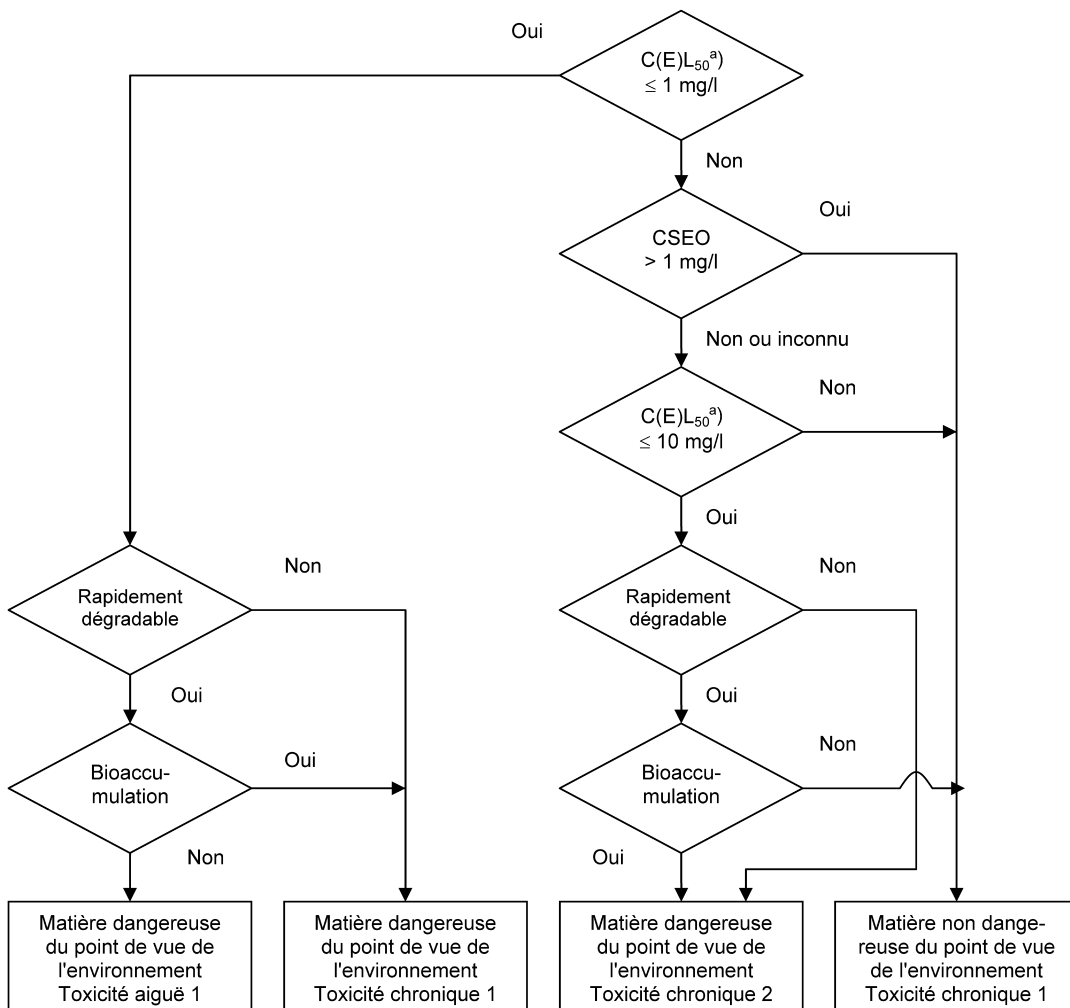 Oui
C(E)L₅₀ᵃ)
≤ 1 mg/l
Non
CSEO
> 1 mg/l
Oui
Non ou inconnu
C(E)L₅₀ᵃ)
≤ 10 mg/l
Non
Oui
Rapidement
dégradable
Non
Rapidement
dégradable
Non
Oui
Oui
Bioaccu-
mulation
Oui
Bioaccu-
mulation
Non
Non
Oui
Matière dangereuse
du point de vue de
l'environnement
Toxicité aiguë 1
Matière dangereuse
du point de vue de
l'environnement
Toxicité chronique 1
Matière dangereuse
du point de vue de
l'environnement
Toxicité chronique 2
Matière non dange-
reuse du point de vue
de l'environnement
Toxicité chronique 1